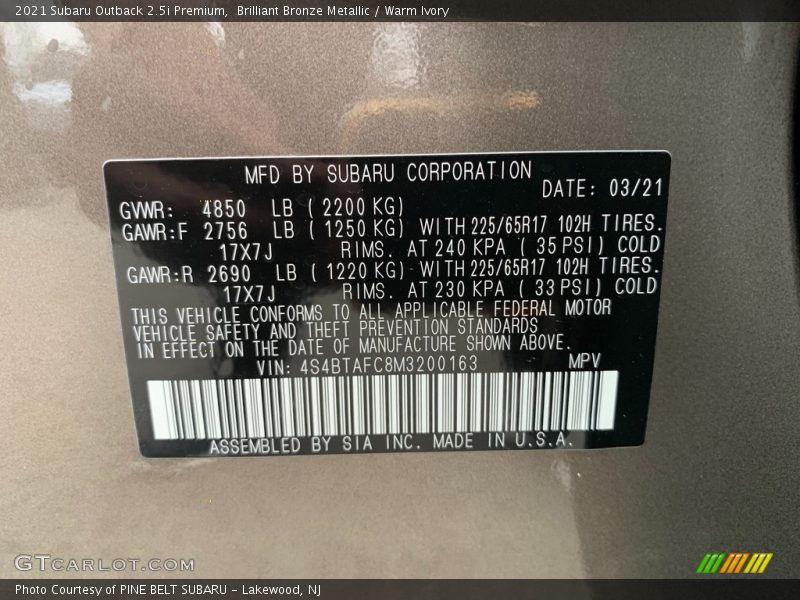 2021 Subaru Outback 2.5i Premium,  Brilliant Bronze Metallic / Warm Ivory
MFD BY SUBARU CORPORATION
DATE: 03/21
GVWR: 4850 LB ( 2200 KG)
GAWR:F 2756 LB ( 1250 KG) WITH 225/65R17 102H TIRES.
17X7J RIMS. AT 240 KPA ( 35 PSI) COLD
GAWR:R 2690 LB ( 1220 KG) WITH 225/65R17 102H TIRES.
17X7J RIMS. AT 230 KPA ( 33 PSI) COLD
THIS VEHICLE CONFORMS TO ALL APPLICABLE FEDERAL MOTOR
VEHICLE SAFETY AND THEFT PREVENTION STANDARDS
IN EFFECT ON THE DATE OF MANUFACTURE SHOWN ABOVE.
VIN: 4S4BTAFC8M3200163 MPV
ASSEMBLED BY SIA INC. MADE IN U.S.A.
GTCARLOT.COM
Photo Courtesy of PINE BELT SUBARU – Lakewood, NJ